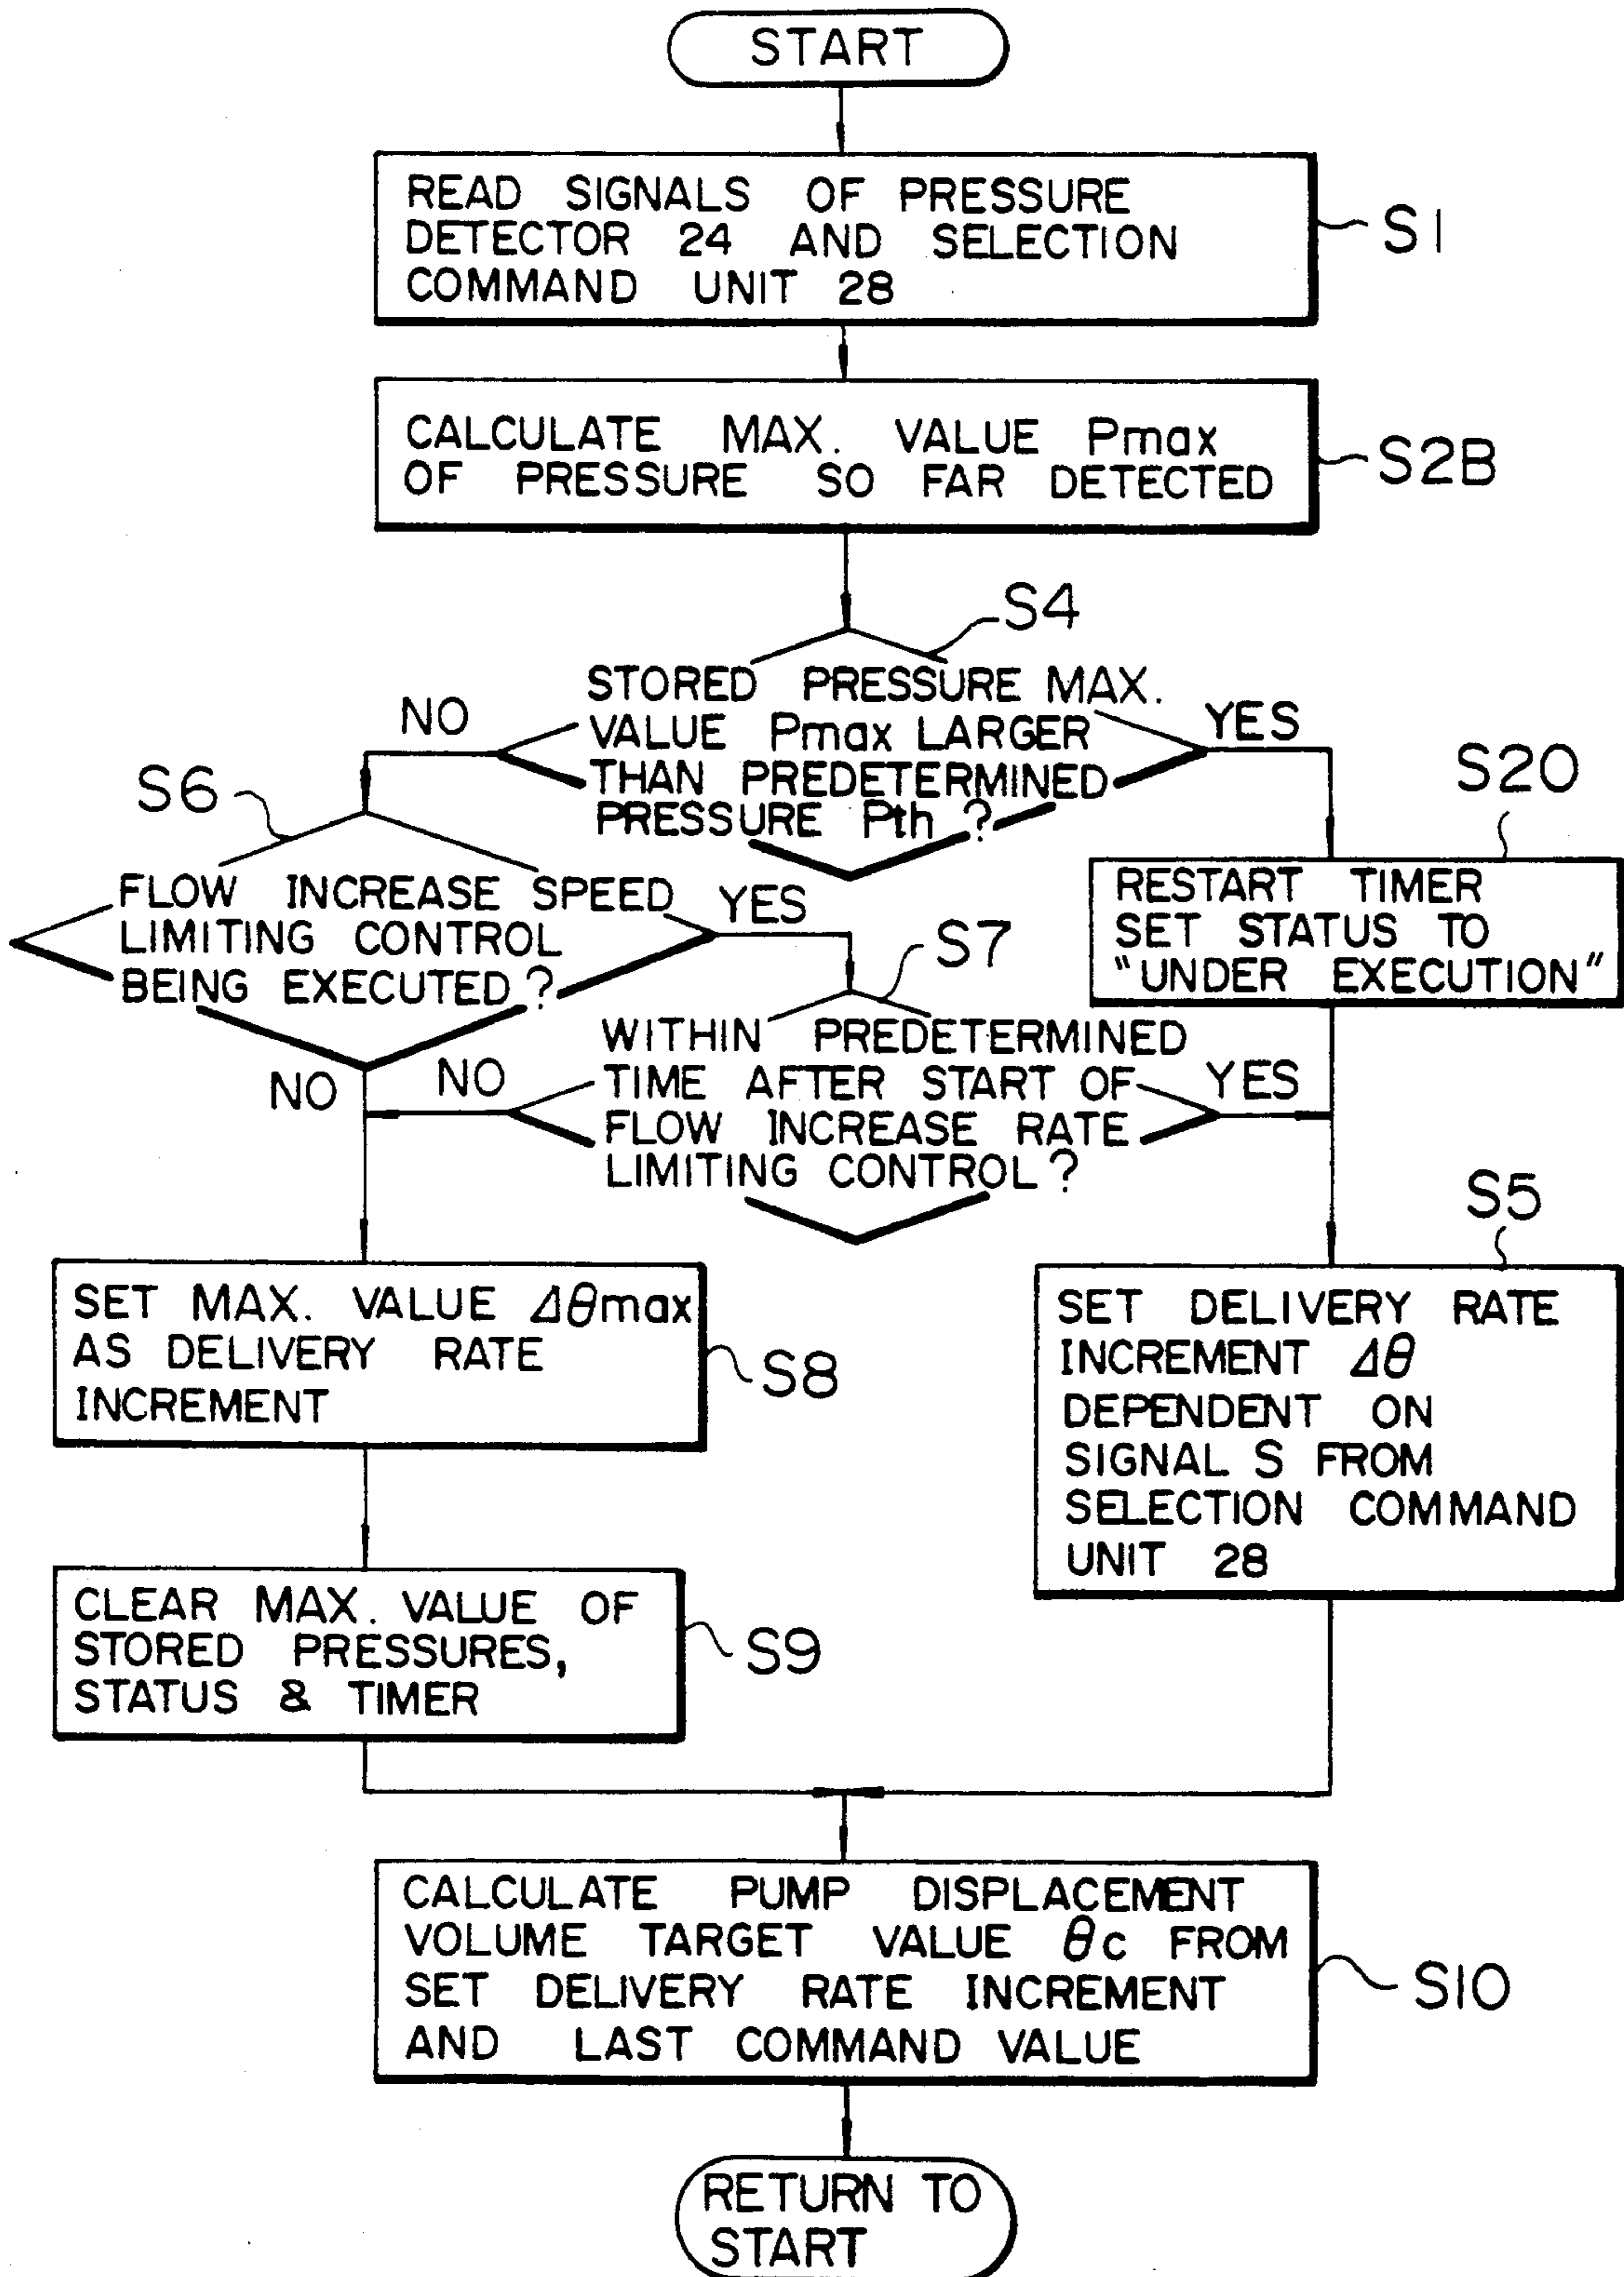 START
READ SIGNALS OF PRESSURE
DETECTOR 24 AND SELECTION
COMMAND UNIT 28
S1
CALCULATE MAX. VALUE Pmax
OF PRESSURE SO FAR DETECTED
S2B
S4
STORED PRESSURE MAX.
VALUE Pmax LARGER
THAN PREDETERMINED
PRESSURE Pth ?
NO
YES
S6
FLOW INCREASE SPEED
LIMITING CONTROL
BEING EXECUTED ?
YES
NO
S20
RESTART TIMER
SET STATUS TO
"UNDER EXECUTION"
S7
WITHIN PREDETERMINED
TIME AFTER START OF
FLOW INCREASE RATE
LIMITING CONTROL ?
NO
YES
SET MAX. VALUE Δθmax
AS DELIVERY RATE
INCREMENT
S8
S5
SET DELIVERY RATE
INCREMENT Δθ
DEPENDENT ON
SIGNAL S FROM
SELECTION COMMAND
UNIT 28
CLEAR MAX. VALUE OF
STORED PRESSURES,
STATUS & TIMER
S9
CALCULATE PUMP DISPLACEMENT
VOLUME TARGET VALUE θc FROM
SET DELIVERY RATE INCREMENT
AND LAST COMMAND VALUE
S10
RETURN TO
START